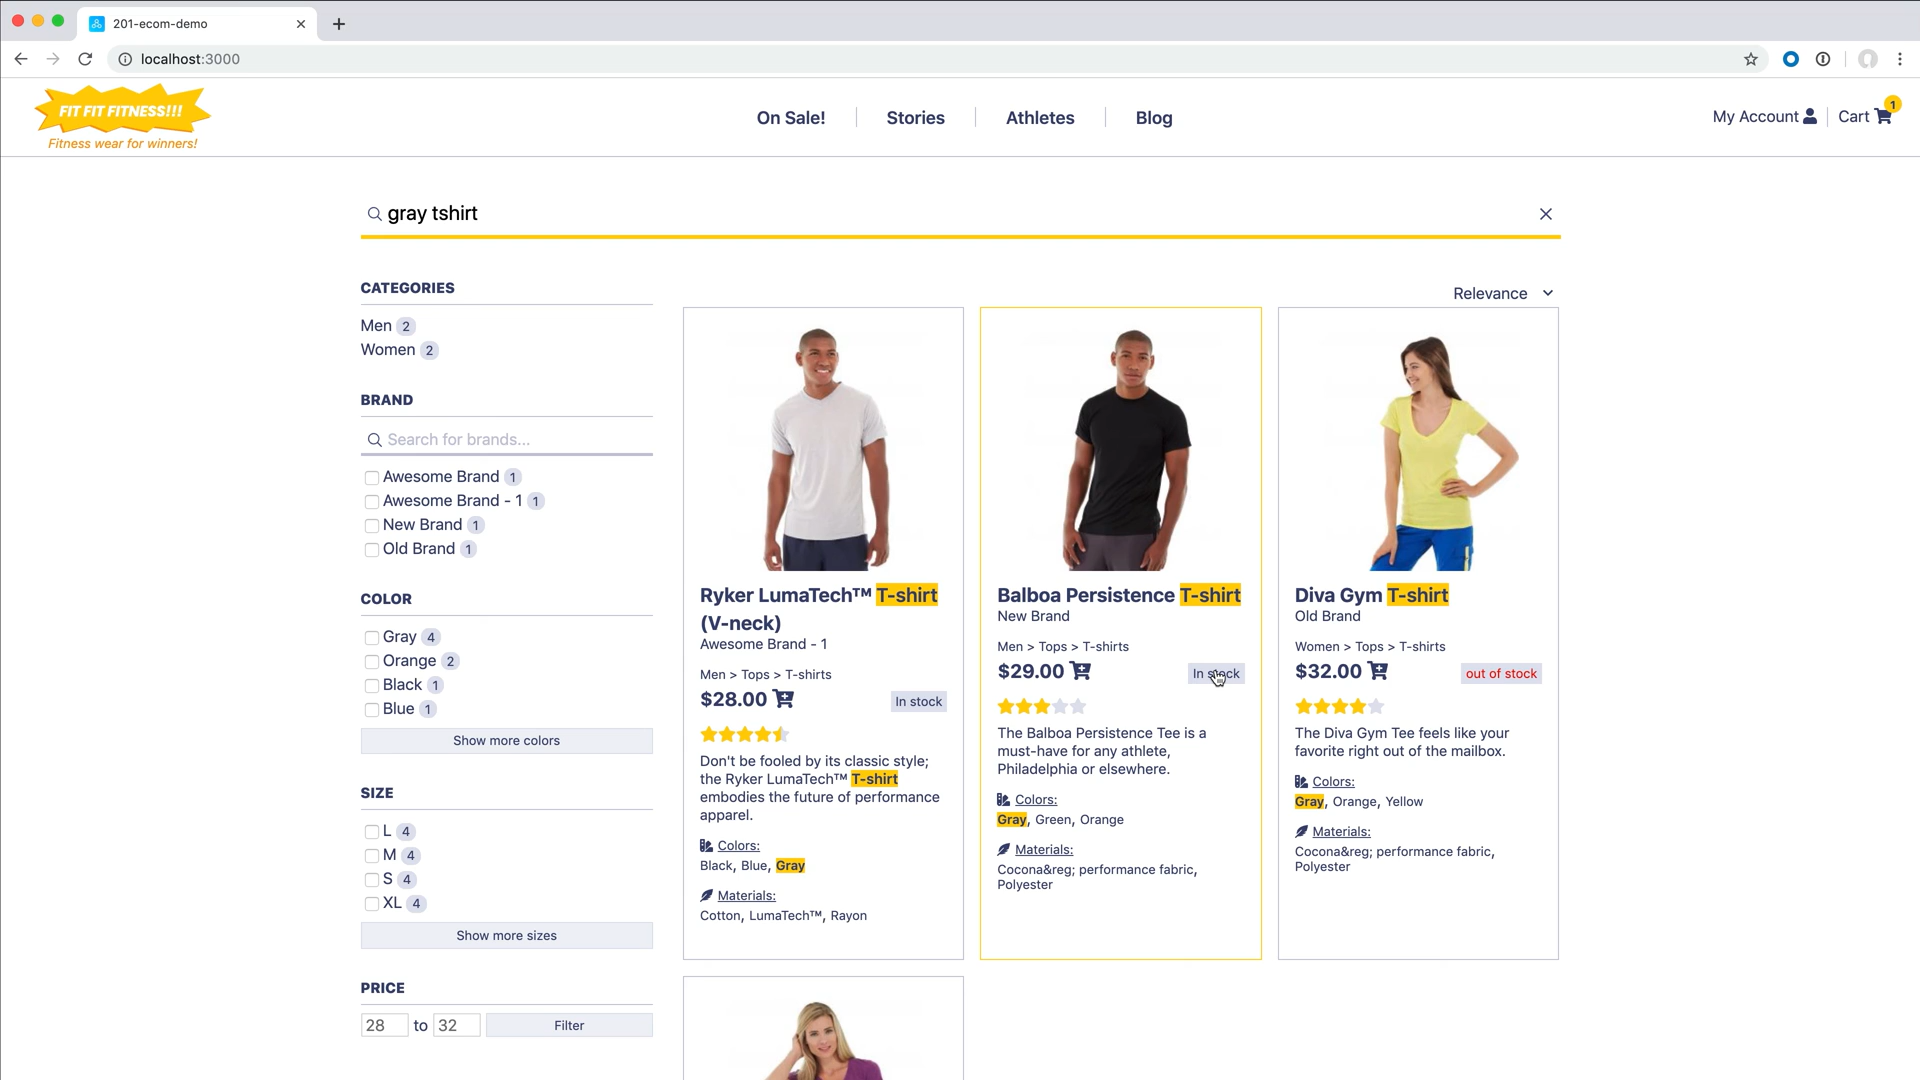 201-ecom-demo
localhost:3000
FIT FIT FITNESS!!!
Fitness wear for winners!
On Sale!
Stories
Athletes
Blog
My Account
Cart
1
gray tshirt
CATEGORIES
Men 2
Women 2
BRAND
Search for brands...
Awesome Brand 1
Awesome Brand - 1 1
New Brand 1
Old Brand 1
COLOR
Gray 4
Orange 2
Black 1
Blue 1
Show more colors
SIZE
L 4
M 4
S 4
XL 4
Show more sizes
PRICE
28 to 32 Filter
Relevance
Ryker LumaTech™ T-shirt
(V-neck)
Awesome Brand - 1
Men > Tops > T-shirts
$28.00 In stock
Don't be fooled by its classic style;
the Ryker LumaTech™ T-shirt
embodies the future of performance
apparel.
Colors:
Black, Blue, Gray
Materials:
Cotton, LumaTech™, Rayon
Balboa Persistence T-shirt
New Brand
Men > Tops > T-shirts
$29.00 In stock
The Balboa Persistence Tee is a
must-have for any athlete,
Philadelphia or elsewhere.
Colors:
Gray, Green, Orange
Materials:
Cocona&reg; performance fabric,
Polyester
Diva Gym T-shirt
Old Brand
Women > Tops > T-shirts
$32.00 out of stock
The Diva Gym Tee feels like your
favorite right out of the mailbox.
Colors:
Gray, Orange, Yellow
Materials:
Cocona&reg; performance fabric,
Polyester